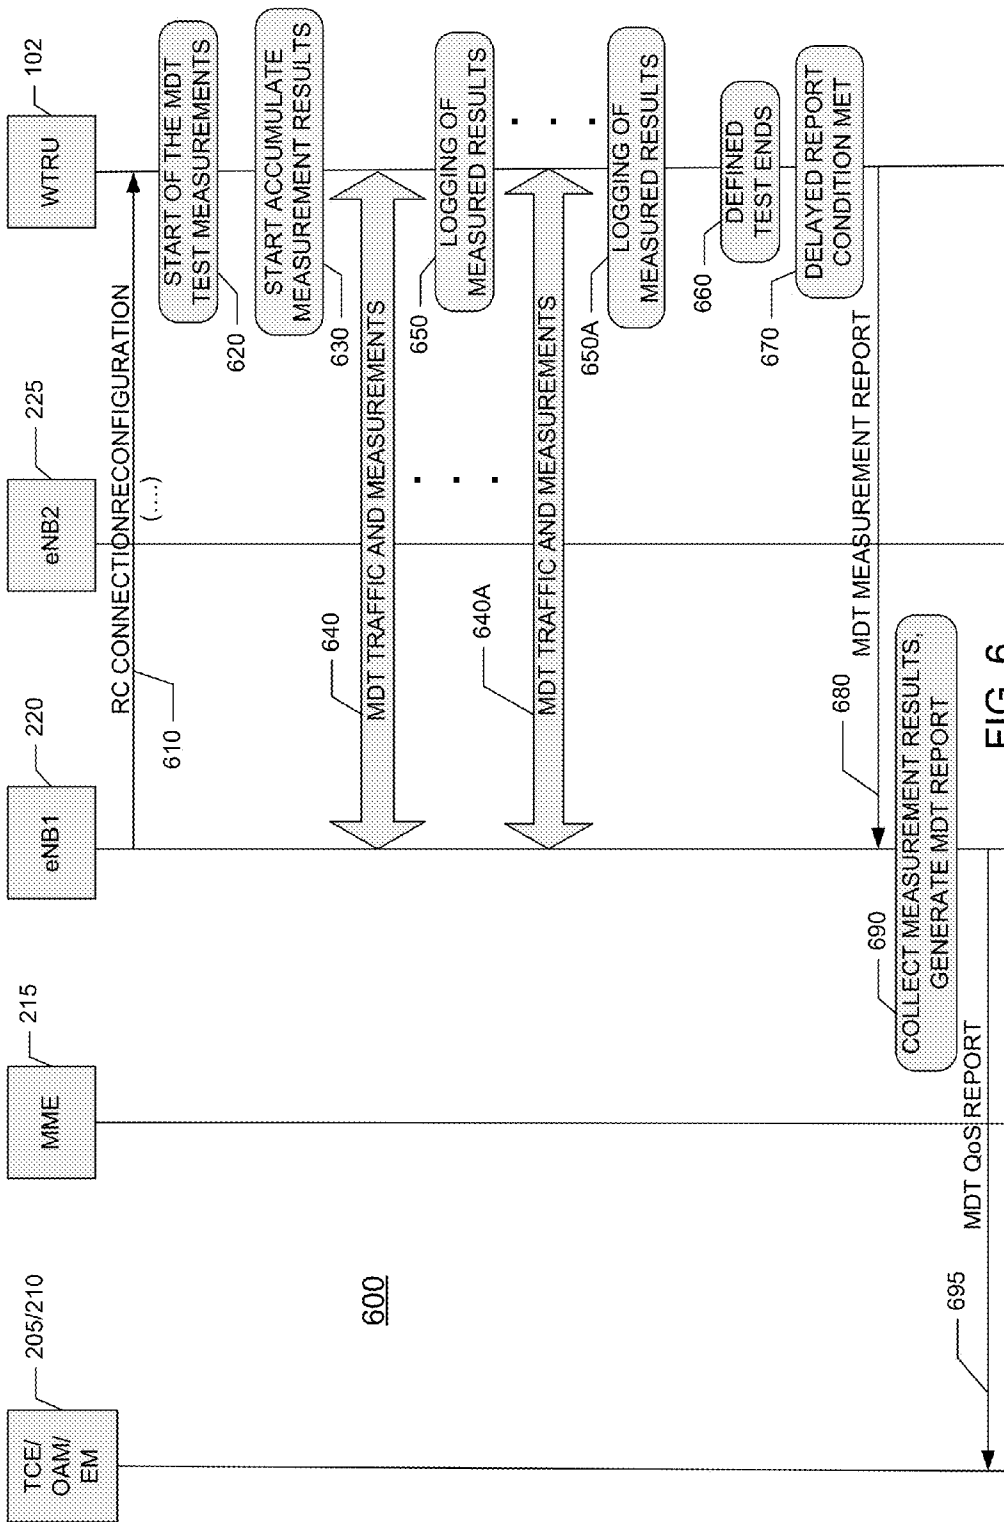 TCE/
OAM/
EM
205/210
MME
215
eNB1
220
eNB2
225
WTRU
102
RC CONNECTIONRECONFIGURATION
(....)
610
START OF THE MDT
TEST MEASUREMENTS
620
START ACCUMULATE
MEASUREMENT RESULTS
630
600
640
MDT TRAFFIC AND MEASUREMENTS
650
LOGGING OF
MEASURED RESULTS
640A
MDT TRAFFIC AND MEASUREMENTS
650A
LOGGING OF
MEASURED RESULTS
660
DEFINED
TEST ENDS
670
DELAYED REPORT
CONDITION MET
680
MDT MEASUREMENT REPORT
690
COLLECT MEASUREMENT RESULTS,
GENERATE MDT REPORT
695
MDT QoS REPORT
FIG. 6